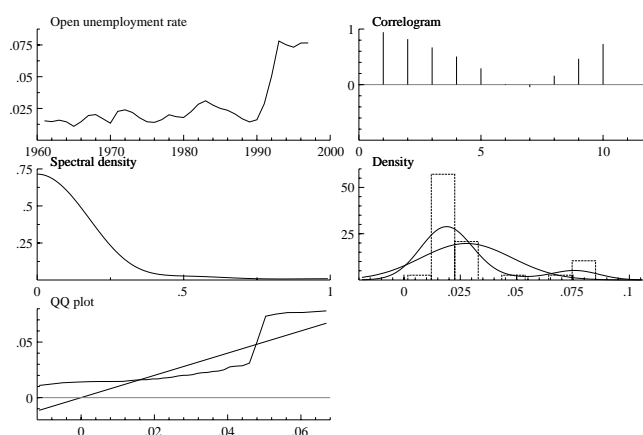 Open unemployment rate
.075
.05
.025
1960 1970 1980 1990 2000
Correlogram
1
0
0 5 10
Spectral density
.75
.5
.25
0 .5 1
Density
50
25
0 .025 .05 .075 .1
QQ plot
.05
0
0 .02 .04 .06